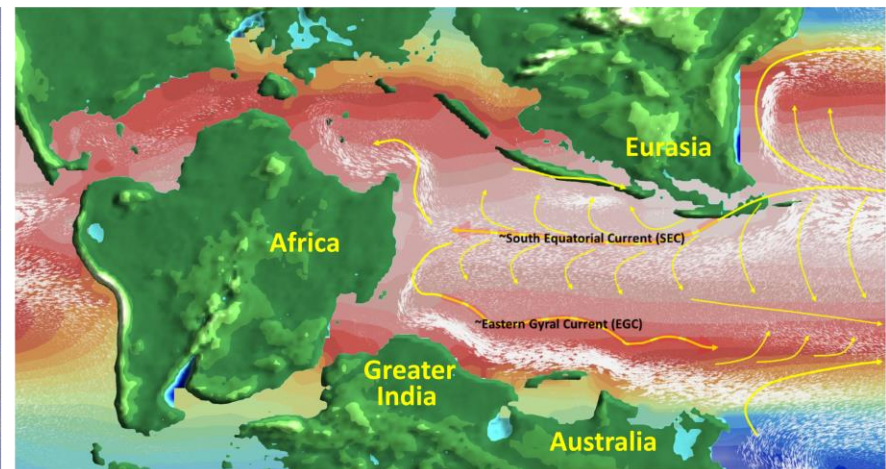 Eurasia
Africa
~South Equatorial Current (SEC)
~Eastern Gyral Current (EGC)
Greater
India
Australia